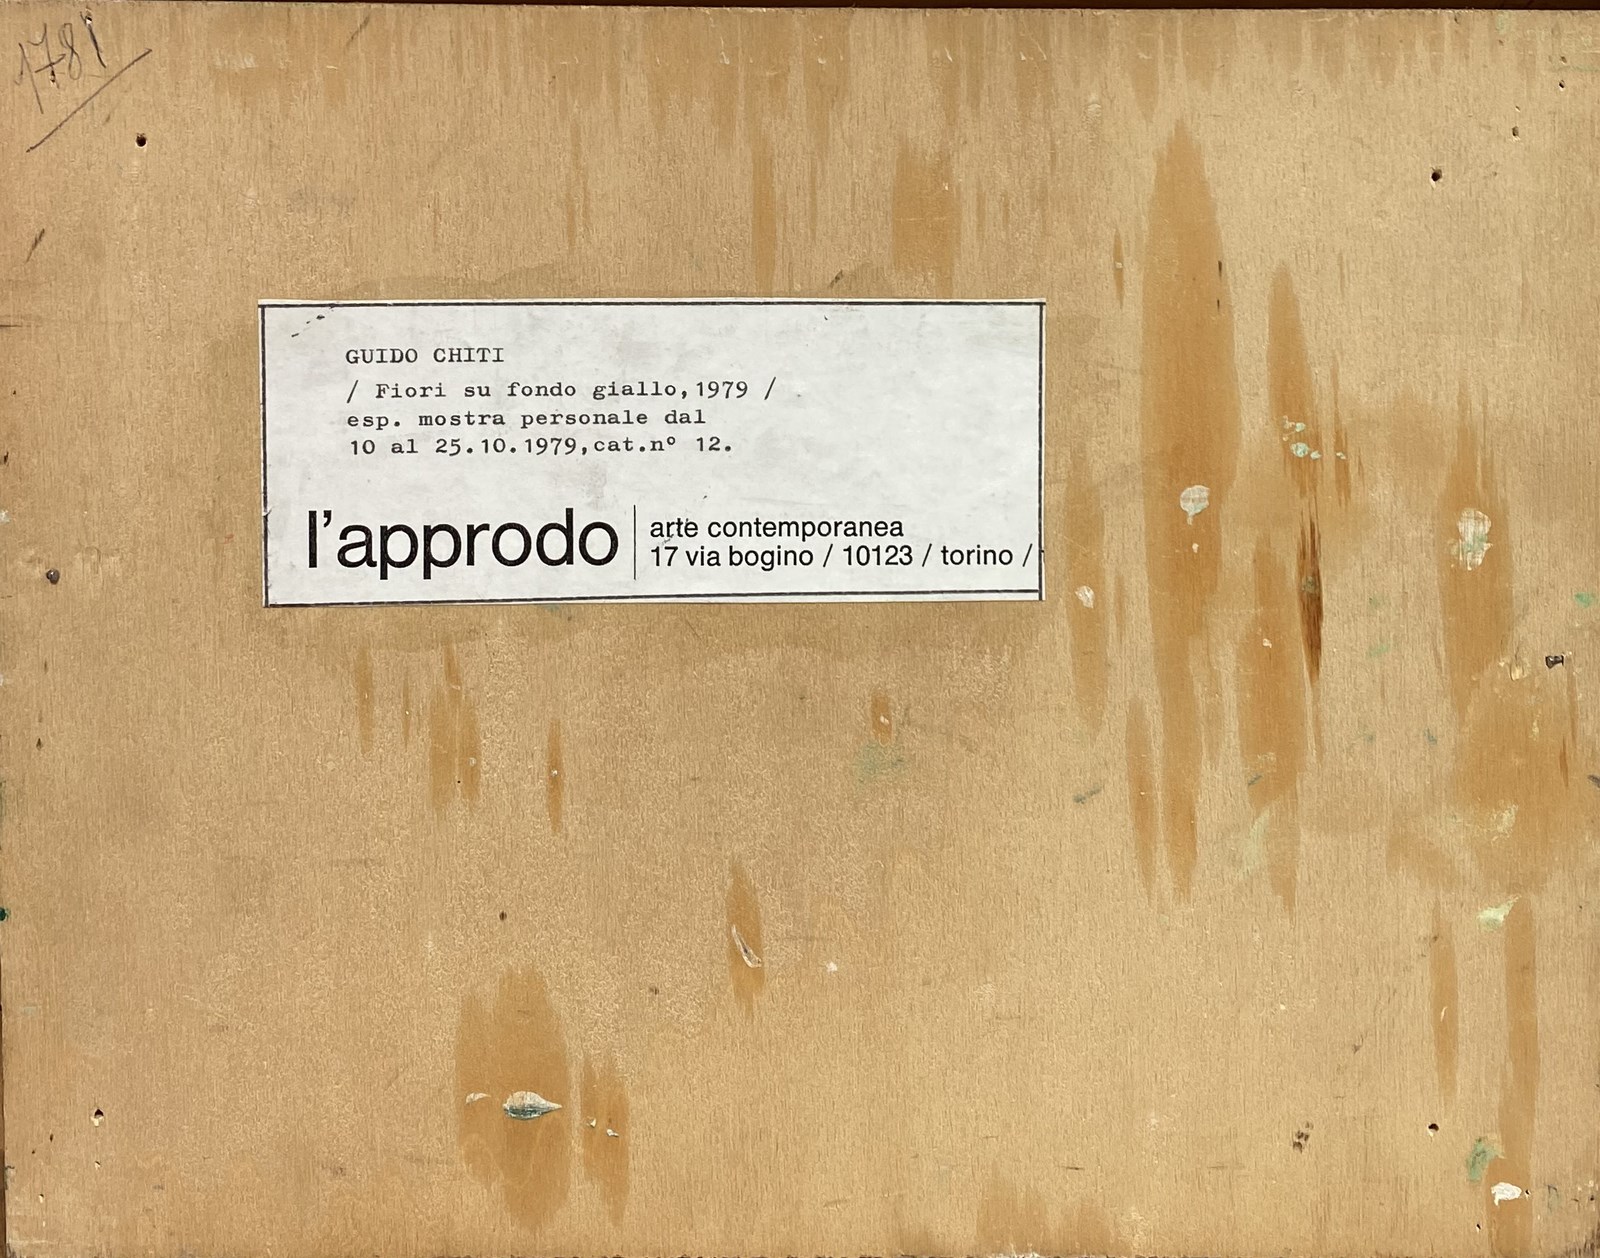 1781
GUIDO CHITI
/ Fiori su fondo giallo,1979 /
esp. mostra personale dal
10 al 25.10.1979,cat.n° 12.
l'approdo
arte contemporanea
17 via bogino / 10123 / torino /